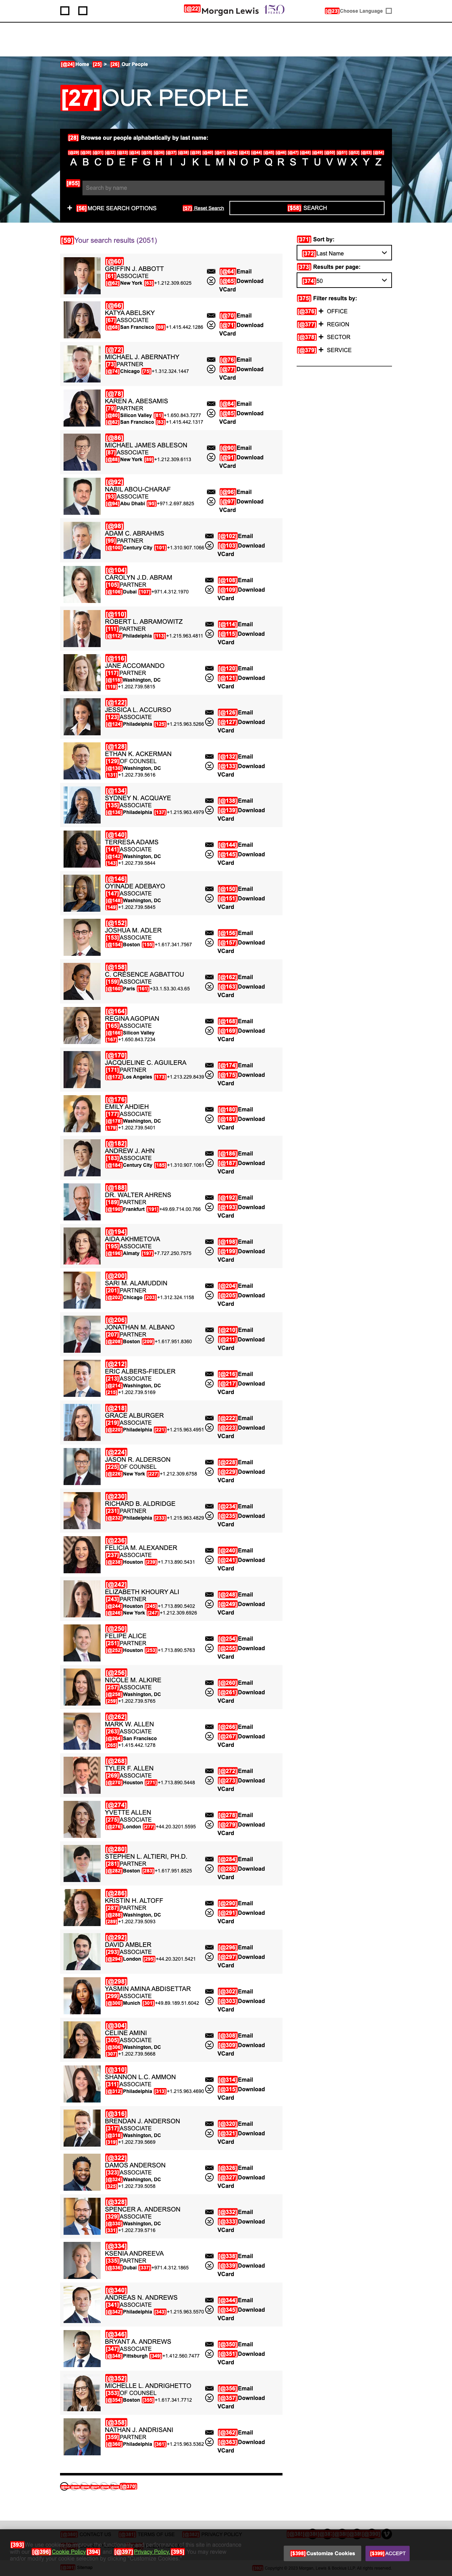 [@22] Morgan Lewis 150
[@23] Choose Language
[@24] Home [25] » [26] Our People
[27] OUR PEOPLE
[28] Browse our people alphabetically by last name:
A B C D E F G H I J K L M N O P Q R S T U V W X Y Z
[#55] Search by name
+ [56] MORE SEARCH OPTIONS [57] Reset Search [$58] SEARCH
[59] Your search results (2051)
[371] Sort by:
[372] Last Name
[373] Results per page:
[374] 50
[375] Filter results by:
[@376] + OFFICE
[@377] + REGION
[@378] + SECTOR
[@379] + SERVICE
[@60]
GRIFFIN J. ABBOTT
[61] ASSOCIATE
[@62] New York [63] +1.212.309.6025
[@64] Email
[@65] Download VCard
[@66]
KATYA ABELSKY
[67] ASSOCIATE
[@68] San Francisco [69] +1.415.442.1286
[@70] Email
[@71] Download VCard
[@72]
MICHAEL J. ABERNATHY
[73] PARTNER
[@74] Chicago [75] +1.312.324.1447
[@76] Email
[@77] Download VCard
[@78]
KAREN A. ABESAMIS
[79] PARTNER
[@80] Silicon Valley [81] +1.650.843.7277
[@82] San Francisco [83] +1.415.442.1317
[@84] Email
[@85] Download VCard
[@86]
MICHAEL JAMES ABLESON
[87] ASSOCIATE
[@88] New York [89] +1.212.309.6113
[@90] Email
[@91] Download VCard
[@92]
NABIL ABOU-CHARAF
[93] ASSOCIATE
[@94] Abu Dhabi [95] +971.2.697.8825
[@96] Email
[@97] Download VCard
[@98]
ADAM C. ABRAHMS
[99] PARTNER
[@100] Century City [101] +1.310.907.1066
[@102] Email
[@103] Download VCard
[@104]
CAROLYN J.D. ABRAM
[105] PARTNER
[@106] Dubai [107] +971.4.312.1970
[@108] Email
[@109] Download VCard
[@110]
ROBERT L. ABRAMOWITZ
[111] PARTNER
[@112] Philadelphia [113] +1.215.963.4811
[@114] Email
[@115] Download VCard
[@116]
JANE ACCOMANDO
[117] PARTNER
[@118] Washington, DC
[119] +1.202.739.5815
[@120] Email
[@121] Download VCard
[@122]
JESSICA L. ACCURSO
[123] ASSOCIATE
[@124] Philadelphia [125] +1.215.963.5266
[@126] Email
[@127] Download VCard
[@128]
ETHAN K. ACKERMAN
[129] OF COUNSEL
[@130] Washington, DC
[131] +1.202.739.5616
[@132] Email
[@133] Download VCard
[@134]
SYDNEY N. ACQUAYE
[135] ASSOCIATE
[@136] Philadelphia [137] +1.215.963.4979
[@138] Email
[@139] Download VCard
[@140]
TERRESA ADAMS
[141] ASSOCIATE
[@142] Washington, DC
[143] +1.202.739.5844
[@144] Email
[@145] Download VCard
[@146]
OYINADE ADEBAYO
[147] ASSOCIATE
[@148] Washington, DC
[149] +1.202.739.5845
[@150] Email
[@151] Download VCard
[@152]
JOSHUA M. ADLER
[153] ASSOCIATE
[@154] Boston [155] +1.617.341.7567
[@156] Email
[@157] Download VCard
[@158]
C. CRESENCE AGBATTOU
[159] ASSOCIATE
[@160] Paris [161] +33.1.53.30.43.65
[@162] Email
[@163] Download VCard
[@164]
REGINA AGOPIAN
[165] ASSOCIATE
[@166] Silicon Valley
[167] +1.650.843.7234
[@168] Email
[@169] Download VCard
[@170]
JACQUELINE C. AGUILERA
[171] PARTNER
[@172] Los Angeles [173] +1.213.229.8439
[@174] Email
[@175] Download VCard
[@176]
EMILY AHDIEH
[177] ASSOCIATE
[@178] Washington, DC
[179] +1.202.739.5401
[@180] Email
[@181] Download VCard
[@182]
ANDREW J. AHN
[183] ASSOCIATE
[@184] Century City [185] +1.310.907.1061
[@186] Email
[@187] Download VCard
[@188]
DR. WALTER AHRENS
[189] PARTNER
[@190] Frankfurt [191] +49.69.714.00.766
[@192] Email
[@193] Download VCard
[@194]
AIDA AKHMETOVA
[195] ASSOCIATE
[@196] Almaty [197] +7.727.250.7575
[@198] Email
[@199] Download VCard
[@200]
SARI M. ALAMUDDIN
[201] PARTNER
[@202] Chicago [203] +1.312.324.1158
[@204] Email
[@205] Download VCard
[@206]
JONATHAN M. ALBANO
[207] PARTNER
[@208] Boston [209] +1.617.951.8360
[@210] Email
[@211] Download VCard
[@212]
ERIC ALBERS-FIEDLER
[213] ASSOCIATE
[@214] Washington, DC
[215] +1.202.739.5169
[@216] Email
[@217] Download VCard
[@218]
GRACE ALBURGER
[219] ASSOCIATE
[@220] Philadelphia [221] +1.215.963.4951
[@222] Email
[@223] Download VCard
[@224]
JASON R. ALDERSON
[225] OF COUNSEL
[@226] New York [227] +1.212.309.6758
[@228] Email
[@229] Download VCard
[@230]
RICHARD B. ALDRIDGE
[231] PARTNER
[@232] Philadelphia [233] +1.215.963.4829
[@234] Email
[@235] Download VCard
[@236]
FELICIA M. ALEXANDER
[237] ASSOCIATE
[@238] Houston [239] +1.713.890.5431
[@240] Email
[@241] Download VCard
[@242]
ELIZABETH KHOURY ALI
[243] PARTNER
[@244] Houston [245] +1.713.890.5402
[@246] New York [247] +1.212.309.6926
[@248] Email
[@249] Download VCard
[@250]
FELIPE ALICE
[251] PARTNER
[@252] Houston [253] +1.713.890.5763
[@254] Email
[@255] Download VCard
[@256]
NICOLE M. ALKIRE
[257] ASSOCIATE
[@258] Washington, DC
[259] +1.202.739.5765
[@260] Email
[@261] Download VCard
[@262]
MARK W. ALLEN
[263] ASSOCIATE
[@264] San Francisco
[265] +1.415.442.1278
[@266] Email
[@267] Download VCard
[@268]
TYLER F. ALLEN
[269] ASSOCIATE
[@270] Houston [271] +1.713.890.5448
[@272] Email
[@273] Download VCard
[@274]
YVETTE ALLEN
[275] ASSOCIATE
[@276] London [277] +44.20.3201.5595
[@278] Email
[@279] Download VCard
[@280]
STEPHEN L. ALTIERI, PH.D.
[281] PARTNER
[@282] Boston [283] +1.617.951.8525
[@284] Email
[@285] Download VCard
[@286]
KRISTIN H. ALTOFF
[287] PARTNER
[@288] Washington, DC
[289] +1.202.739.5093
[@290] Email
[@291] Download VCard
[@292]
DAVID AMBLER
[293] ASSOCIATE
[@294] London [295] +44.20.3201.5421
[@296] Email
[@297] Download VCard
[@298]
YASMIN AMINA ABDISETTAR
[299] ASSOCIATE
[@300] Munich [301] +49.89.189.51.6042
[@302] Email
[@303] Download VCard
[@304]
CELINE AMINI
[305] ASSOCIATE
[@306] Washington, DC
[307] +1.202.739.5668
[@308] Email
[@309] Download VCard
[@310]
SHANNON L.C. AMMON
[311] ASSOCIATE
[@312] Philadelphia [313] +1.215.963.4690
[@314] Email
[@315] Download VCard
[@316]
BRENDAN J. ANDERSON
[317] ASSOCIATE
[@318] Washington, DC
[319] +1.202.739.5669
[@320] Email
[@321] Download VCard
[@322]
DAMOS ANDERSON
[323] ASSOCIATE
[@324] Washington, DC
[325] +1.202.739.5058
[@326] Email
[@327] Download VCard
[@328]
SPENCER A. ANDERSON
[329] ASSOCIATE
[@330] Washington, DC
[331] +1.202.739.5716
[@332] Email
[@333] Download VCard
[@334]
KSENIA ANDREEVA
[335] PARTNER
[@336] Dubai [337] +971.4.312.1865
[@338] Email
[@339] Download VCard
[@340]
ANDREAS N. ANDREWS
[341] ASSOCIATE
[@342] Philadelphia [343] +1.215.963.5570
[@344] Email
[@345] Download VCard
[@346]
BRYANT A. ANDREWS
[347] ASSOCIATE
[@348] Pittsburgh [349] +1.412.560.7477
[@350] Email
[@351] Download VCard
[@352]
MICHELLE L. ANDRIGHETTO
[353] OF COUNSEL
[@354] Boston [355] +1.617.341.7712
[@356] Email
[@357] Download VCard
[@358]
NATHAN J. ANDRISANI
[359] PARTNER
[@360] Philadelphia [361] +1.215.963.5362
[@362] Email
[@363] Download VCard
[@370]
[393]
[@396] Cookie Policy [394] [@397] Privacy Policy [395]
[$398] Customize Cookies [$399] ACCEPT